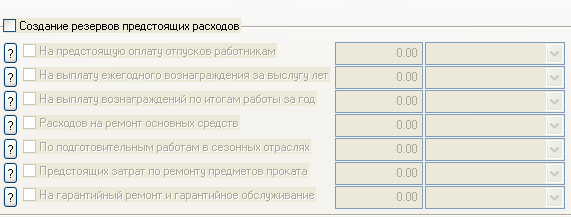 Создание резервов предстоящих расходов
? На предстоящую оплату отпусков работникам 0.00
? На выплату ежегодного вознаграждения за выслугу лет 0.00
? На выплату вознаграждений по итогам работы за год 0.00
? Расходов на ремонт основных средств 0.00
? По подготовительным работам в сезонных отраслях 0.00
? Предстоящих затрат по ремонту предметов проката 0.00
? На гарантийный ремонт и гарантийное обслуживание 0.00